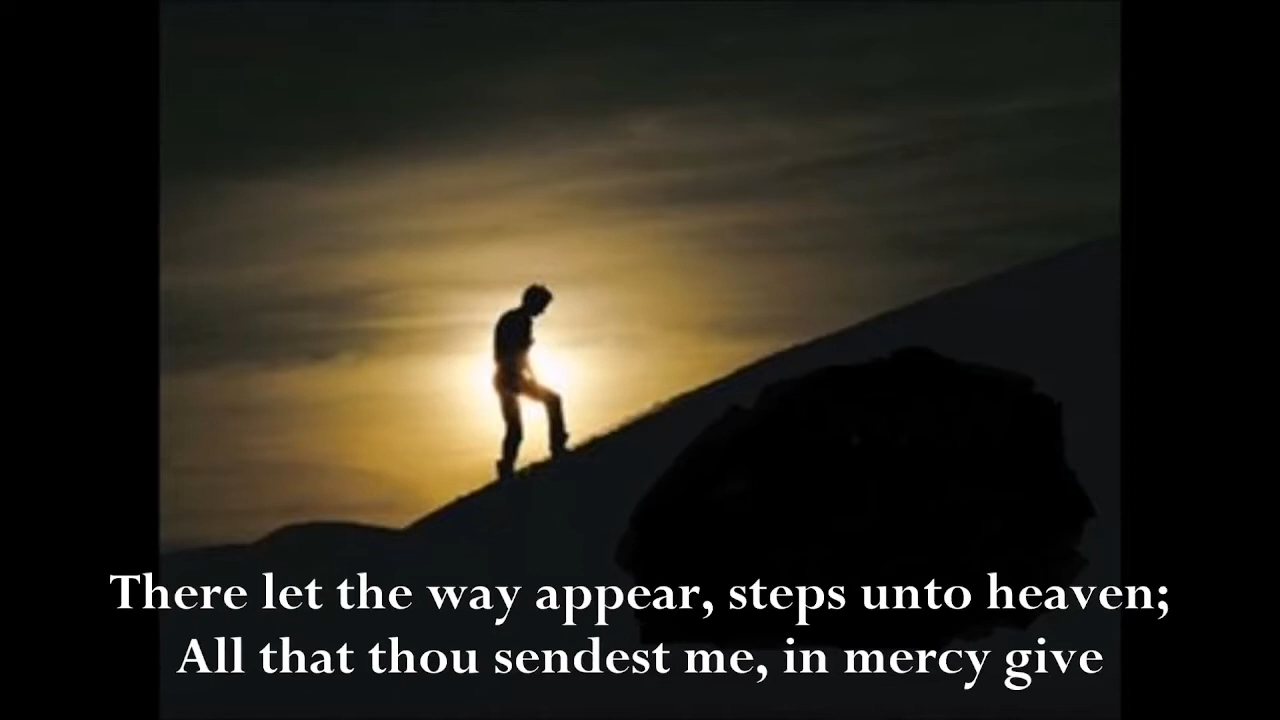 There let the way appear, steps unto heaven;
All that thou sendest me, in mercy give